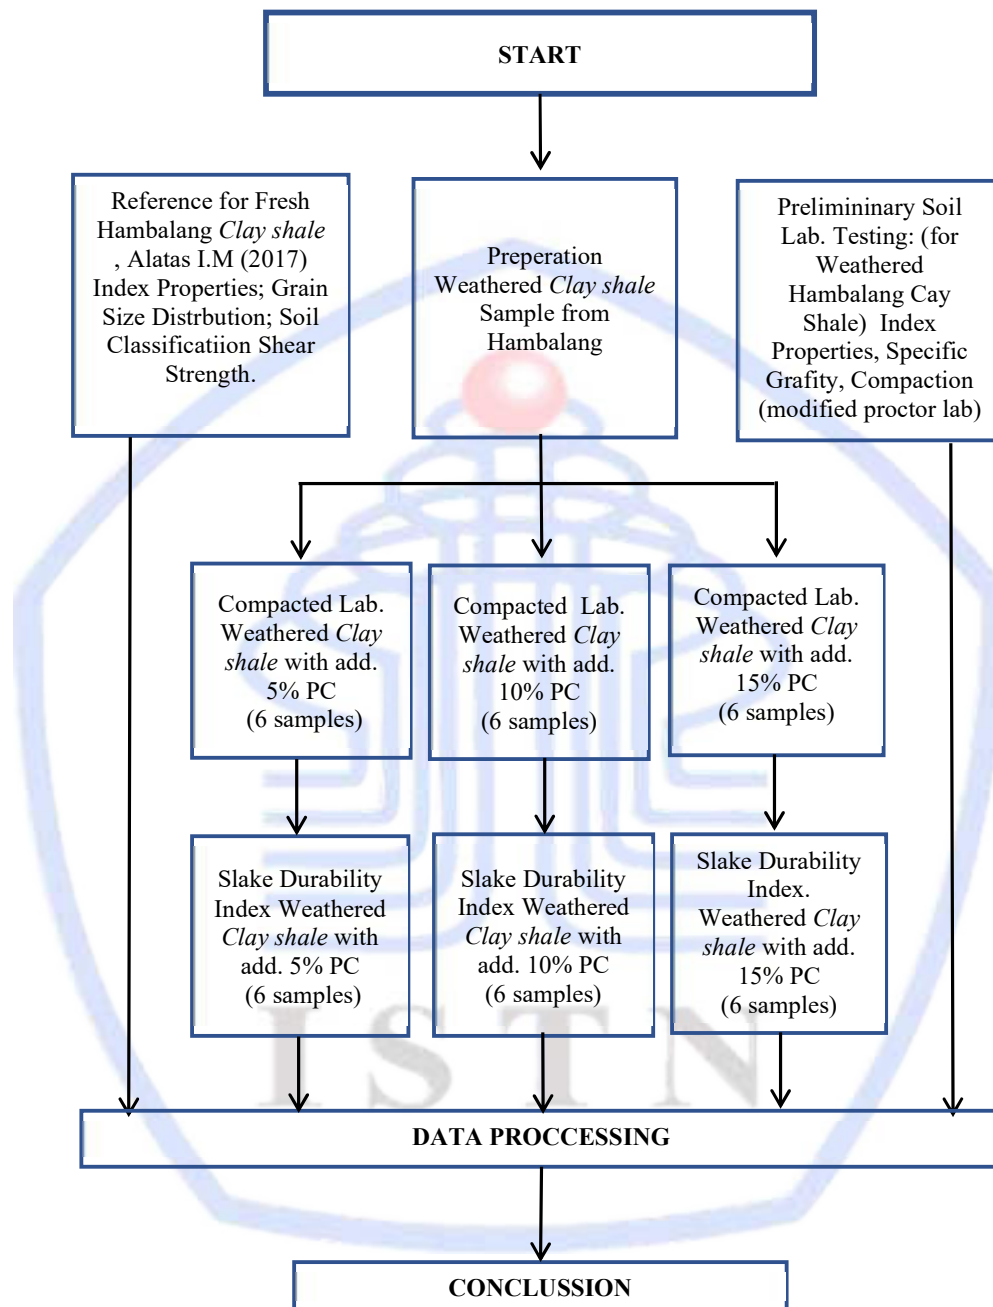 START
Reference for Fresh
Hambalang Clay shale
, Alatas I.M (2017)
Index Properties; Grain
Size Distrbution; Soil
Classificatiion Shear
Strength.
Preperation
Weathered Clay shale
Sample from
Hambalang
Prelimininary Soil
Lab. Testing: (for
Weathered
Hambalang Cay
Shale) Index
Properties, Specific
Grafity, Compaction
(modified proctor lab)
Compacted Lab.
Weathered Clay
shale with add.
5% PC
(6 samples)
Compacted Lab.
Weathered Clay
shale with add.
10% PC
(6 samples)
Compacted Lab.
Weathered Clay
shale with add.
15% PC
(6 samples)
Slake Durability
Index Weathered
Clay shale with
add. 5% PC
(6 samples)
Slake Durability
Index Weathered
Clay shale with
add. 10% PC
(6 samples)
Slake Durability
Index.
Weathered Clay
shale with add.
15% PC
(6 samples)
ISTN
DATA PROCCESSING
CONCLUSSION